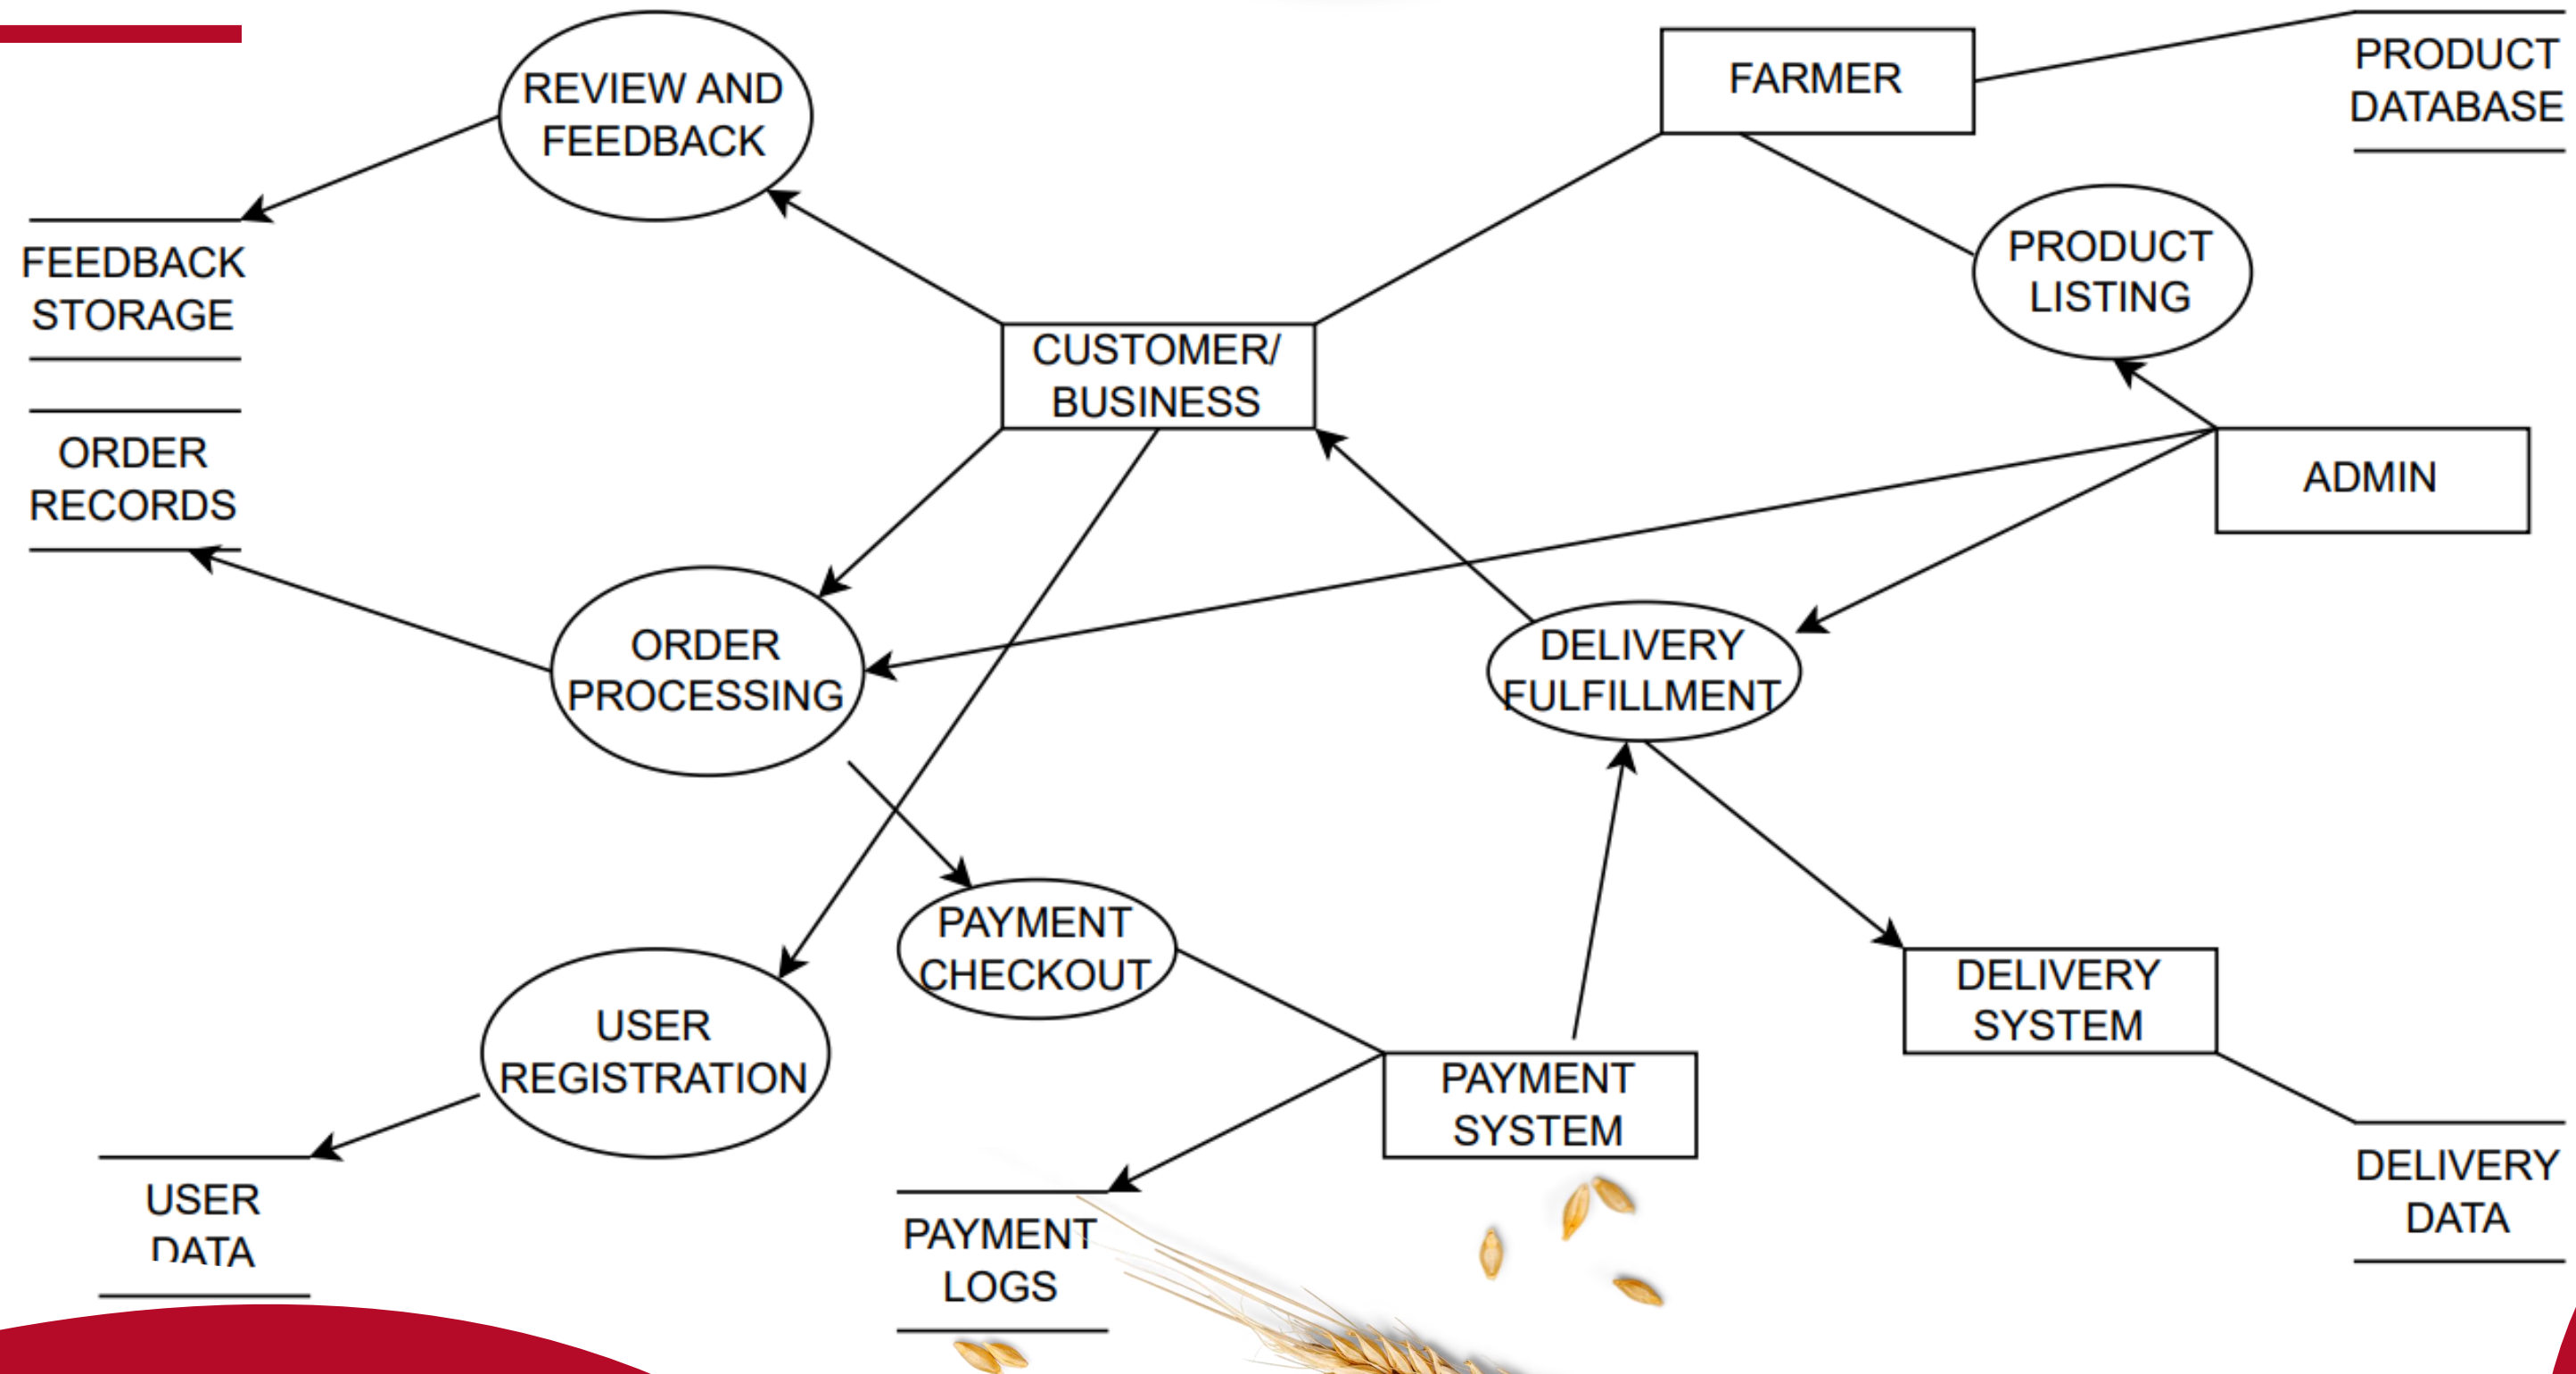 REVIEW AND
FEEDBACK
FARMER
PRODUCT
DATABASE
PRODUCT
LISTING
FEEDBACK
STORAGE
CUSTOMER/
BUSINESS
ORDER
RECORDS
ADMIN
ORDER
PROCESSING
DELIVERY
FULFILLMENT
PAYMENT
CHECKOUT
DELIVERY
SYSTEM
USER
REGISTRATION
PAYMENT
SYSTEM
USER
DATA
PAYMENT
LOGS
DELIVERY
DATA